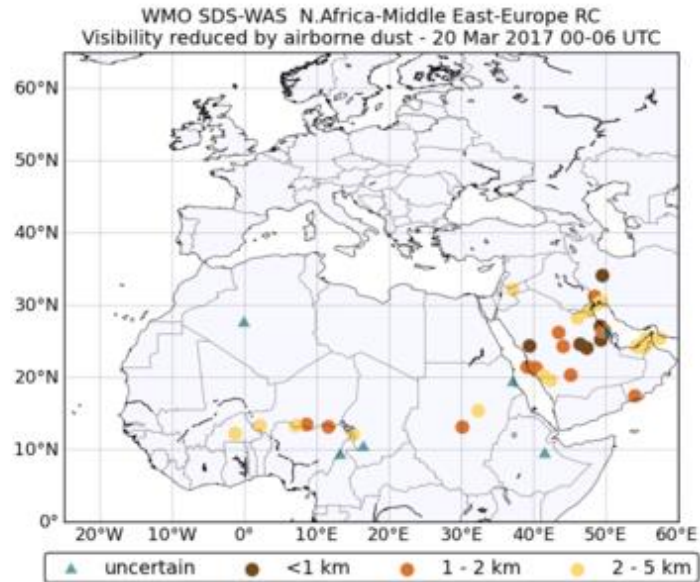 WMO SDS-WAS N.Africa-Middle East-Europe RC
Visibility reduced by airborne dust - 20 Mar 2017 00-06 UTC
60°N
50°N
40°N
30°N
20°N
10°N
0°
20°W 10°W 0° 10°E 20°E 30°E 40°E 50°E 60°E
uncertain <1 km 1 - 2 km 2 - 5 km